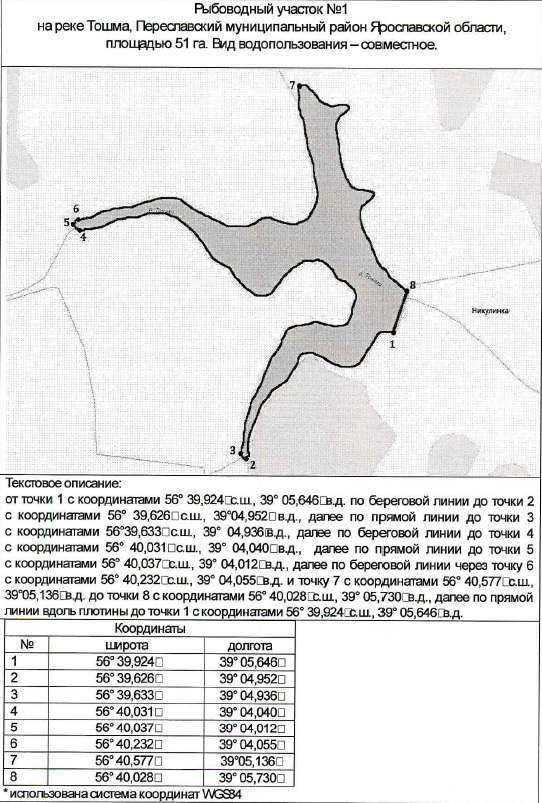 Рыбоводный участок №1
на реке Тошма, Переславский муниципальный район Ярославской области,
площадью 51 га. Вид водопользования – совместное.
7
6
5
4
р. Тошма
8
Никулинка
1
3
2
Текстовое описание:
от точки 1 с координатами 56° 39,924□с.ш., 39° 05,646□в.д. по береговой линии до точки 2
с координатами 56° 39,626□с.ш., 39°04,952□в.д., далее по прямой линии до точки 3
с координатами 56°39,633□с.ш., 39° 04,936□в.д., далее по береговой линии до точки 4
с координатами 56° 40,031□с.ш., 39° 04,040□в.д., далее по прямой линии до точки 5
с координатами 56° 40,037□с.ш., 39° 04,012□в.д., далее по береговой линии через точку 6
с координатами 56° 40,232□с.ш., 39° 04,055□в.д. и точку 7 с координатами 56° 40,577□с.ш.,
39°05,136□в.д. до точки 8 с координатами 56° 40,028□с.ш., 39° 05,730□в.д., далее по прямой
линии вдоль плотины до точки 1 с координатами 56° 39,924□с.ш., 39° 05,646□в.д.
Координаты
№ широта долгота
1 56° 39,924□ 39° 05,646□
2 56° 39,626□ 39° 04,952□
3 56° 39,633□ 39° 04,936□
4 56° 40,031□ 39° 04,040□
5 56° 40,037□ 39° 04,012□
6 56° 40,232□ 39° 04,055□
7 56° 40,577□ 39°05,136□
8 56° 40,028□ 39° 05,730□
* использована система координат WGS84